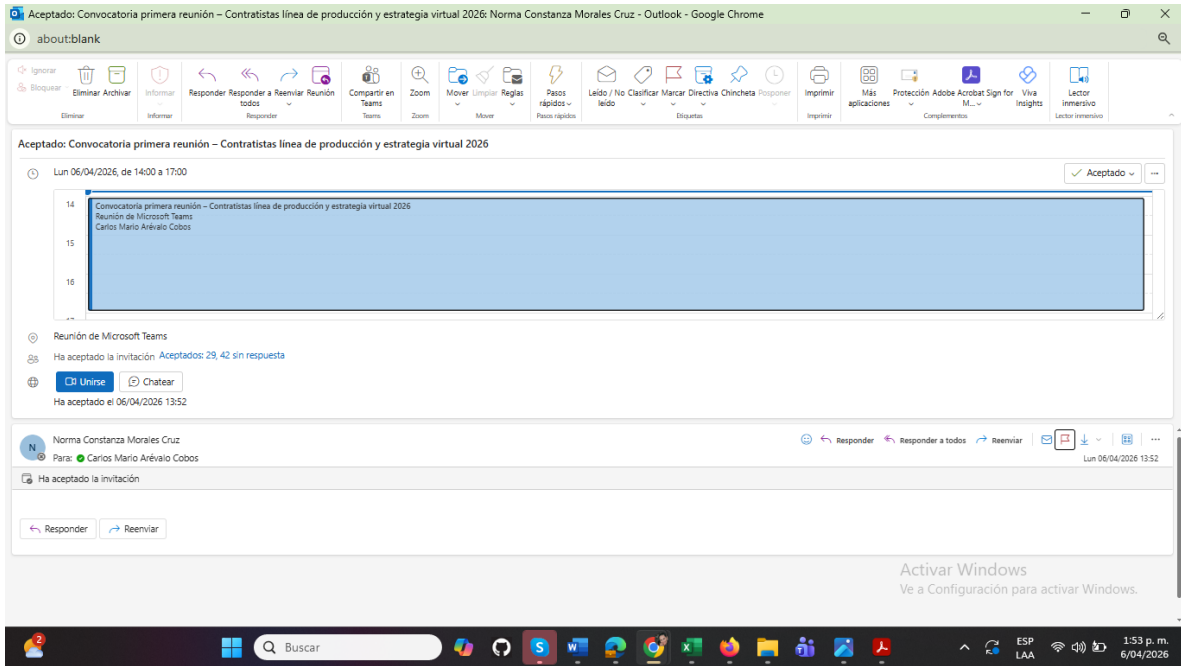 Aceptado: Convocatoria primera reunión – Contratistas línea de producción y estrategia virtual 2026: Norma Constanza Morales Cruz - Outlook - Google Chrome
about:blank
Ignorar
Bloquear
Eliminar
Archivar
Eliminar
Informar
Informar
Responder
Responder a todos
Reenviar
Reunión
Responder
Compartir en Teams
Teams
Zoom
Zoom
Mover
Limpiar
Reglas
Mover
Pasos rápidos
Pasos rápidos
Leído / No leído
Clasificar
Marcar
Directiva
Chincheta
Posponer
Etiquetas
Imprimir
Imprimir
Más aplicaciones
Protección
Adobe Acrobat Sign for M...
Viva Insights
Complementos
Lector inmersivo
Lector inmersivo
Aceptado: Convocatoria primera reunión – Contratistas línea de producción y estrategia virtual 2026
Lun 06/04/2026, de 14:00 a 17:00
Aceptado
14
Convocatoria primera reunión – Contratistas línea de producción y estrategia virtual 2026
Reunión de Microsoft Teams
Carlos Mario Arévalo Cobos
15
16
17
Reunión de Microsoft Teams
Ha aceptado la invitación Aceptados: 29, 42 sin respuesta
Unirse
Chatear
Ha aceptado el 06/04/2026 13:52
N
Norma Constanza Morales Cruz
Responder
Responder a todos
Reenviar
Para: Carlos Mario Arévalo Cobos
Lun 06/04/2026 13:52
Ha aceptado la invitación
Responder
Reenviar
Activar Windows
Ve a Configuración para activar Windows.
2
Buscar
ESP
LAA
1:53 p. m.
6/04/2026